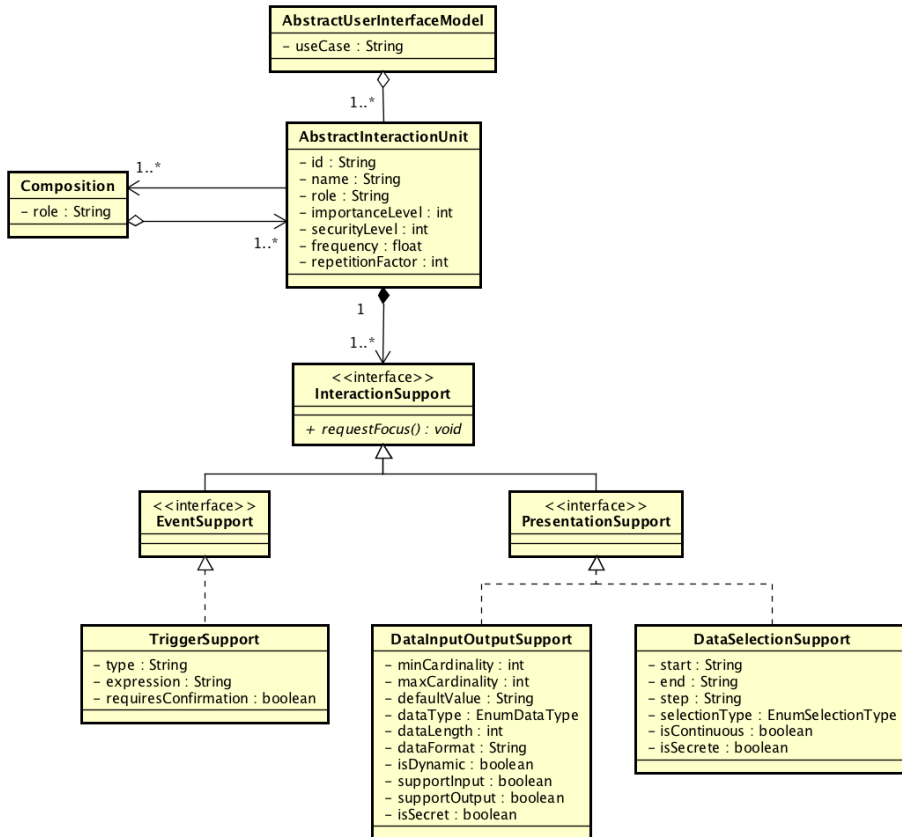 AbstractUserInterfaceModel
- useCase : String
1..*
AbstractInteractionUnit
- id : String
- name : String
- role : String
- importanceLevel : int
- securityLevel : int
- frequency : float
- repetitionFactor : int
1..*
Composition
- role : String
1..*
1
1..*
<<interface>>
InteractionSupport
+ requestFocus() : void
<<interface>>
EventSupport
<<interface>>
PresentationSupport
TriggerSupport
- type : String
- expression : String
- requiresConfirmation : boolean
DataInputOutputSupport
- minCardinality : int
- maxCardinality : int
- defaultValue : String
- dataType : EnumDataType
- dataLength : int
- dataFormat : String
- isDynamic : boolean
- supportInput : boolean
- supportOutput : boolean
- isSecret : boolean
DataSelectionSupport
- start : String
- end : String
- step : String
- selectionType : EnumSelectionType
- isContinuous : boolean
- isSecrete : boolean